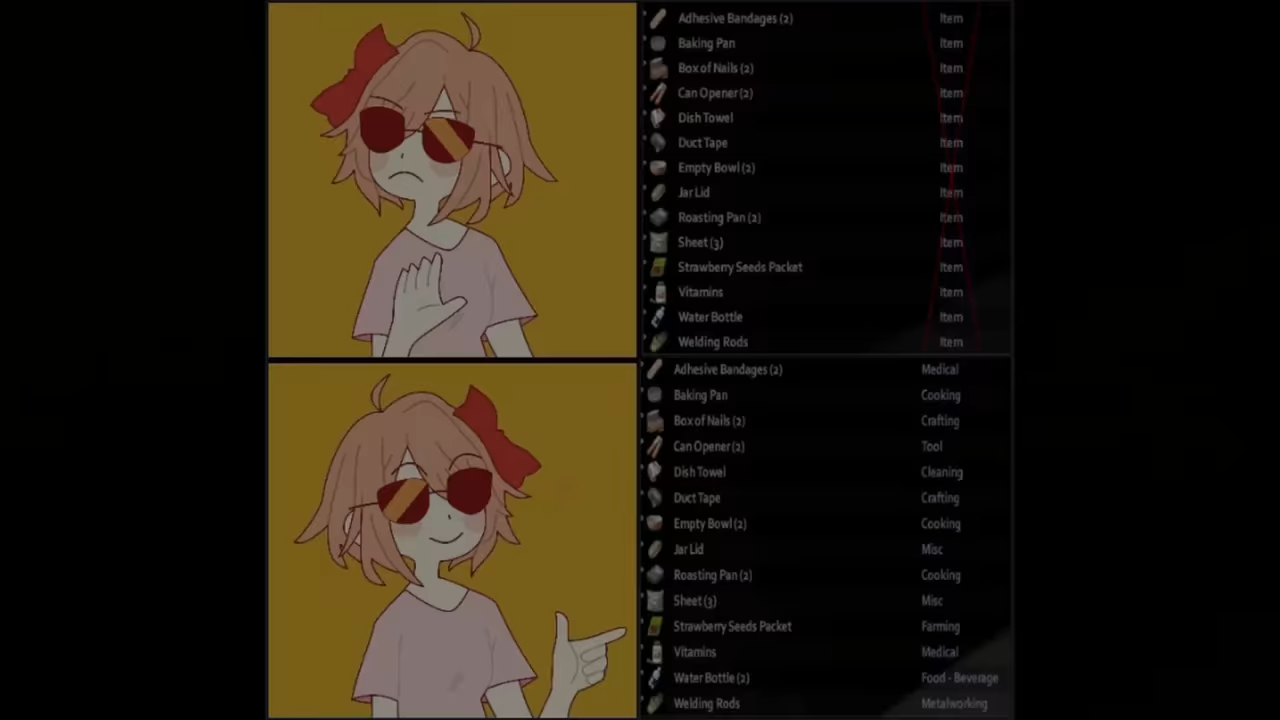 Adhesive Bandages (2) Item
Baking Pan Item
Box of Nails (2) Item
Can Opener (2) Item
Dish Towel Item
Duct Tape Item
Empty Bowl (2) Item
Jar Lid Item
Roasting Pan (2) Item
Sheet (3) Item
Strawberry Seeds Packet Item
Vitamins Item
Water Bottle Item
Welding Rods Item
Adhesive Bandages (2) Medical
Baking Pan Cooking
Box of Nails (2) Crafting
Can Opener (2) Tool
Dish Towel Cleaning
Duct Tape Crafting
Empty Bowl (2) Cooking
Jar Lid Misc
Roasting Pan (2) Cooking
Sheet (3) Misc
Strawberry Seeds Packet Farming
Vitamins Medical
Water Bottle (2) Food - Beverage
Welding Rods Metalworking